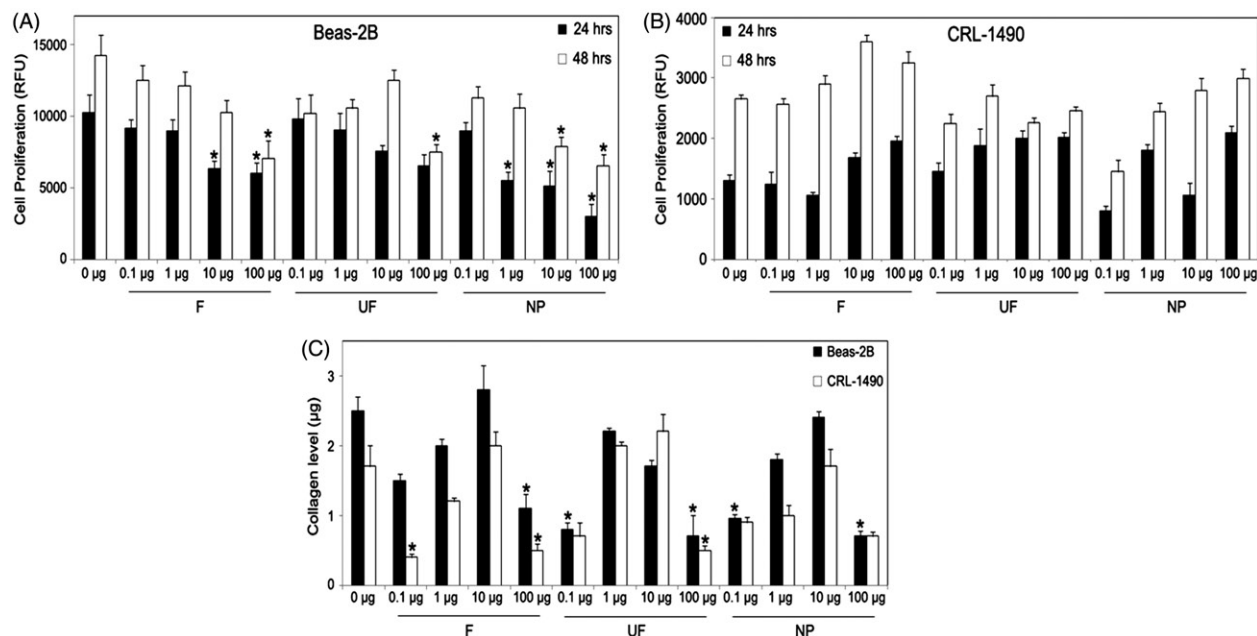 (A)
Beas-2B
24 hrs
48 hrs
Cell Proliferation (RFU)
15000
10000
5000
0
* * * * * * * *
0 µg 0.1 µg 1 µg 10 µg 100 µg 0.1 µg 1 µg 10 µg 100 µg 0.1 µg 1 µg 10 µg 100 µg
F UF NP
(B)
CRL-1490
24 hrs
48 hrs
Cell Proliferation (RFU)
4000
3000
2000
1000
0
0 µg 0.1 µg 1 µg 10 µg 100 µg 0.1 µg 1 µg 10 µg 100 µg 0.1 µg 1 µg 10 µg 100 µg
F UF NP
(C)
Beas-2B
CRL-1490
Collagen level (µg)
3
2
1
0
* * * * * * * *
0 µg 0.1 µg 1 µg 10 µg 100 µg 0.1 µg 1 µg 10 µg 100 µg 0.1 µg 1 µg 10 µg 100 µg
F UF NP